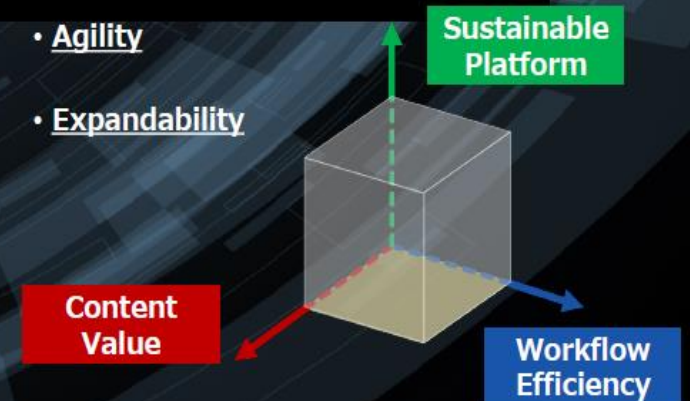 • Agility
• Expandability
Sustainable
Platform
Content
Value
Workflow
Efficiency